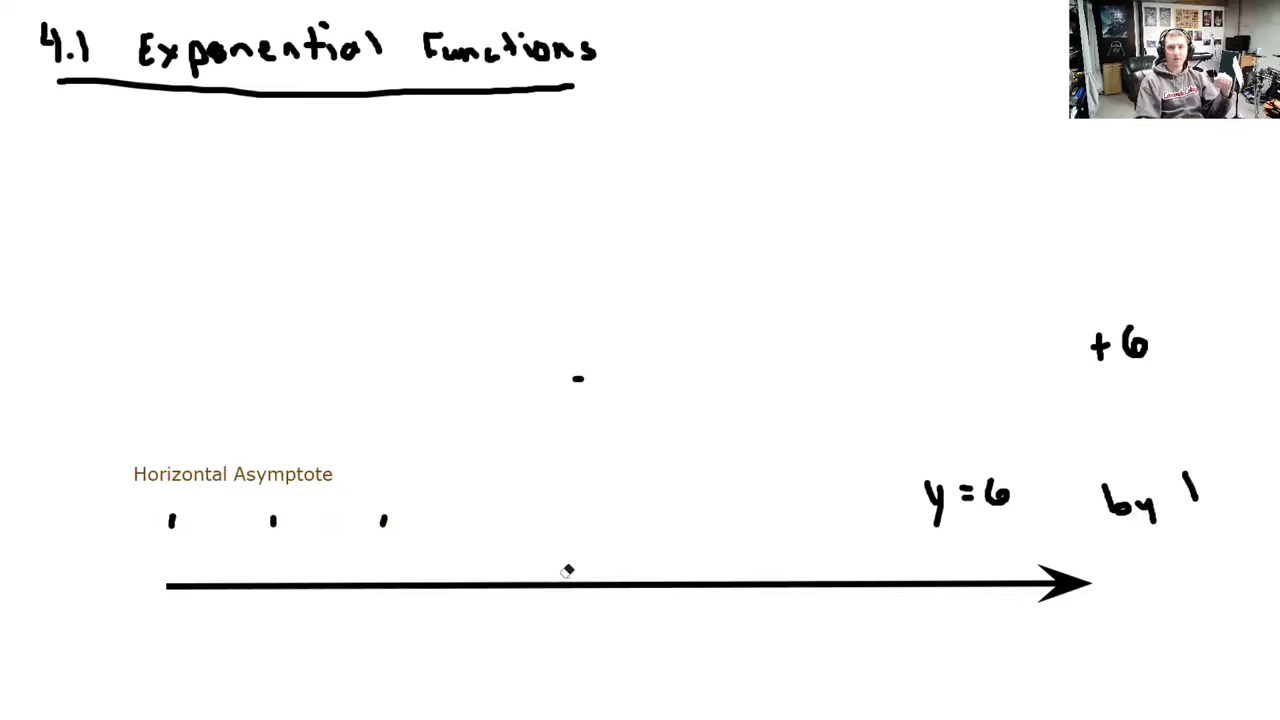 4.1 Exponential Functions
+6
Horizontal Asymptote
y=6 by 1